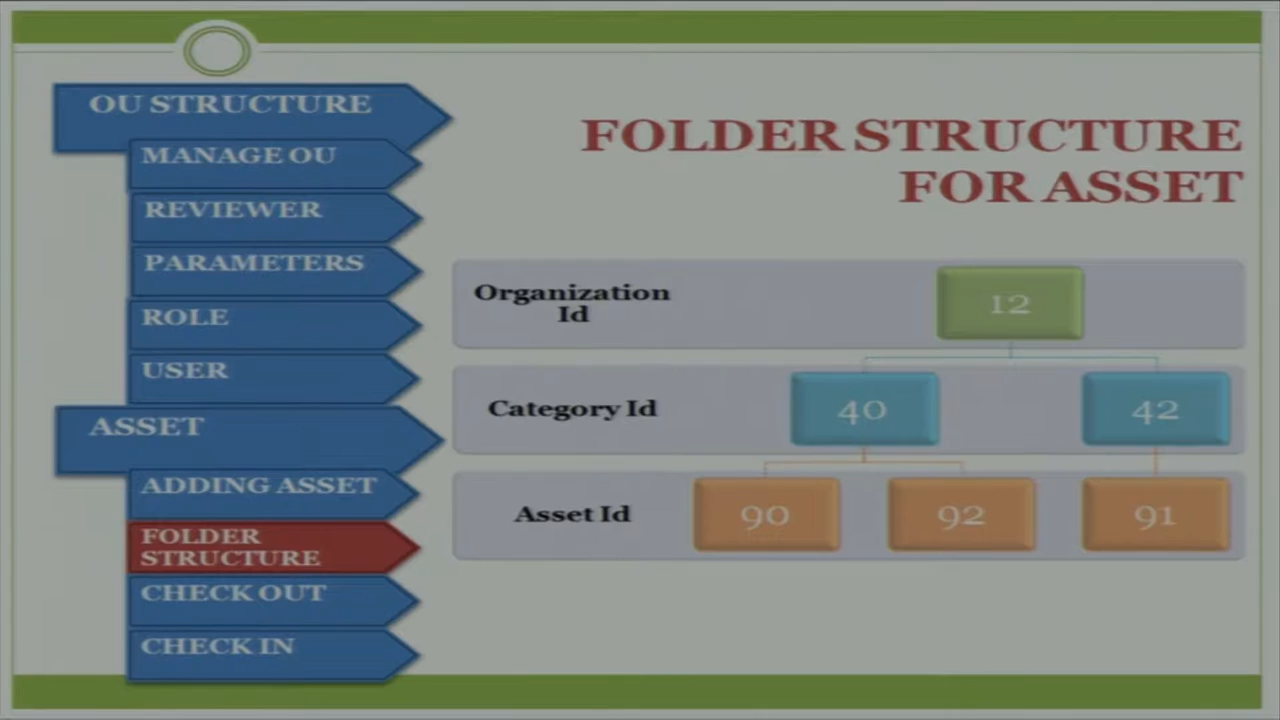 OU STRUCTURE
MANAGE OU
REVIEWER
PARAMETERS
ROLE
USER
ASSET
ADDING ASSET
FOLDER
STRUCTURE
CHECK OUT
CHECK IN
FOLDER STRUCTURE
FOR ASSET
Organization
Id
12
Category Id
40
42
Asset Id
90
92
91